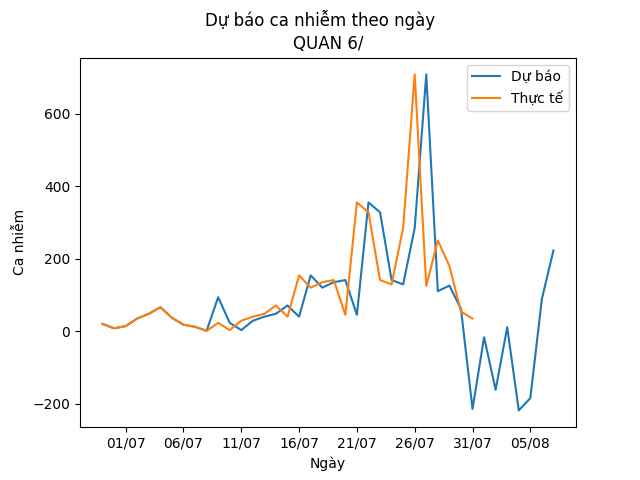 Dự báo ca nhiễm theo ngày
QUAN 6/
Dự báo
Thực tế
Ca nhiễm
600
400
200
0
−200
01/07 06/07 11/07 16/07 21/07 26/07 31/07 05/08
Ngày